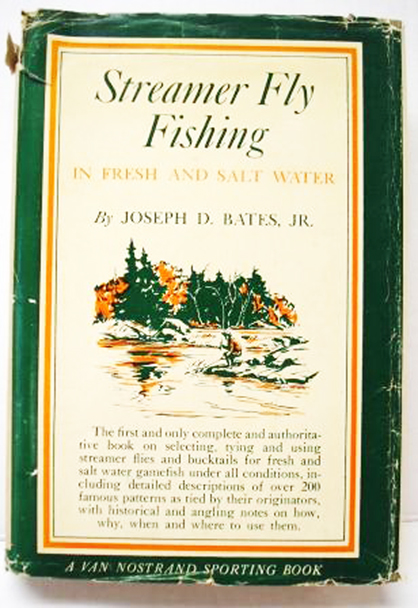 Streamer Fly
Fishing
IN FRESH AND SALT WATER
By JOSEPH D. BATES, JR.
The first and only complete and authorita-
tive book on selecting, tying and using
streamer flies and bucktails for fresh and
salt water gamefish under all conditions, in-
cluding detailed descriptions of over 200
famous patterns as tied by their originators,
with historical and angling notes on how,
why, when and where to use them.
A VAN NOSTRAND SPORTING BOOK